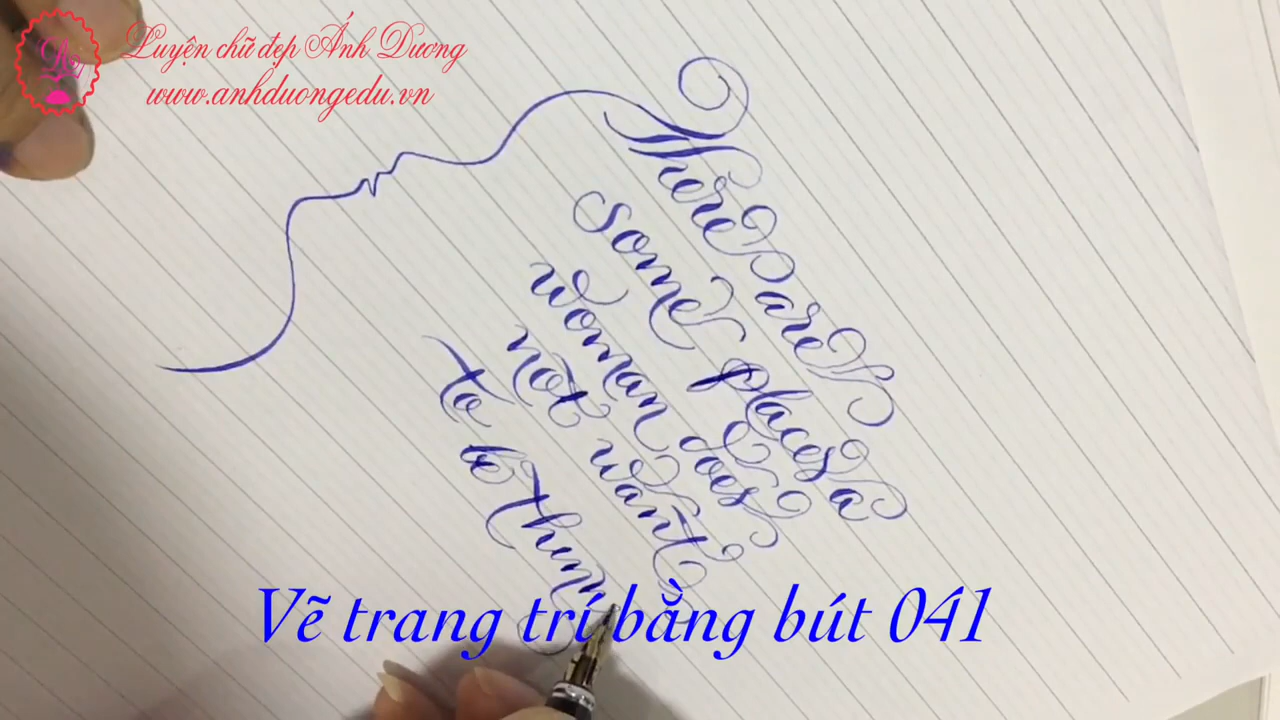 Luyện chữ đẹp Ánh Dương
www.anhduongedu.vn
There are
some places a
woman does
not want
to be thinn
Vẽ trang trí bằng bút 041